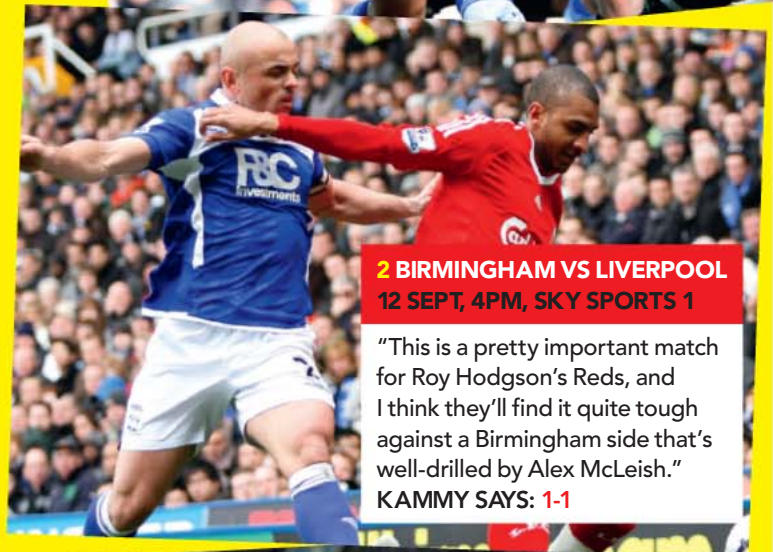 F&C
Investments
Carls
2 BIRMINGHAM VS LIVERPOOL
12 SEPT, 4PM, SKY SPORTS 1
"This is a pretty important match
for Roy Hodgson's Reds, and
I think they'll find it quite tough
against a Birmingham side that's
well-drilled by Alex McLeish."
KAMMY SAYS: 1-1